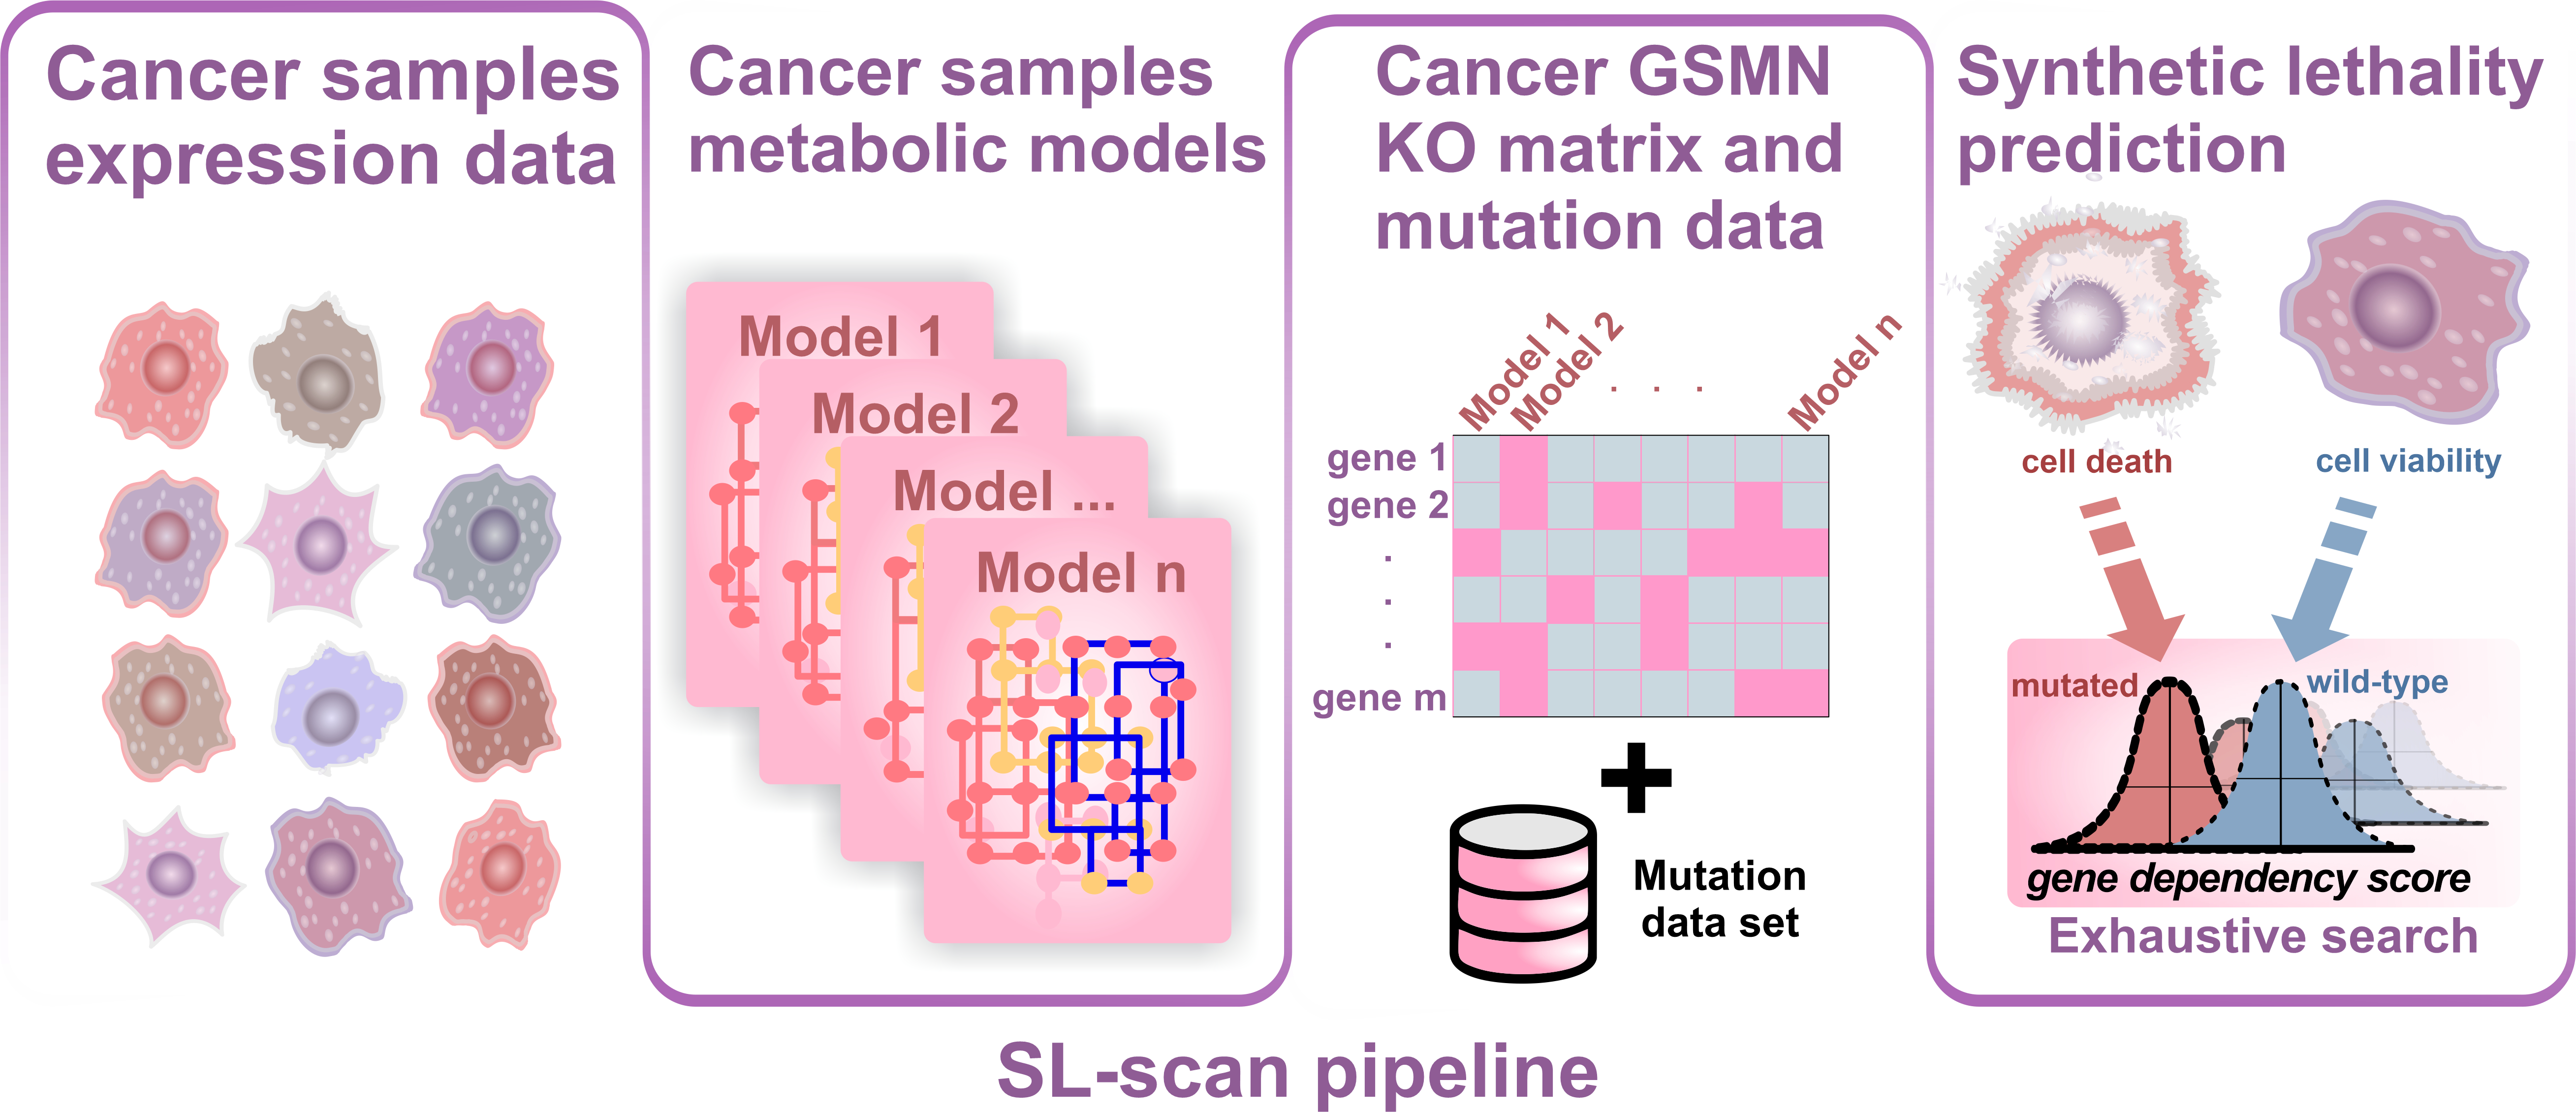 Cancer samples
expression data
Cancer samples
metabolic models
Model 1
Model 2
Model ...
Model n
Cancer GSMN
KO matrix and
mutation data
Model 1
Model 2
. . .
Model n
gene 1
gene 2
.
.
.
gene m
+
Mutation
data set
Synthetic lethality
prediction
cell death
cell viability
mutated
wild-type
gene dependency score
Exhaustive search
SL-scan pipeline